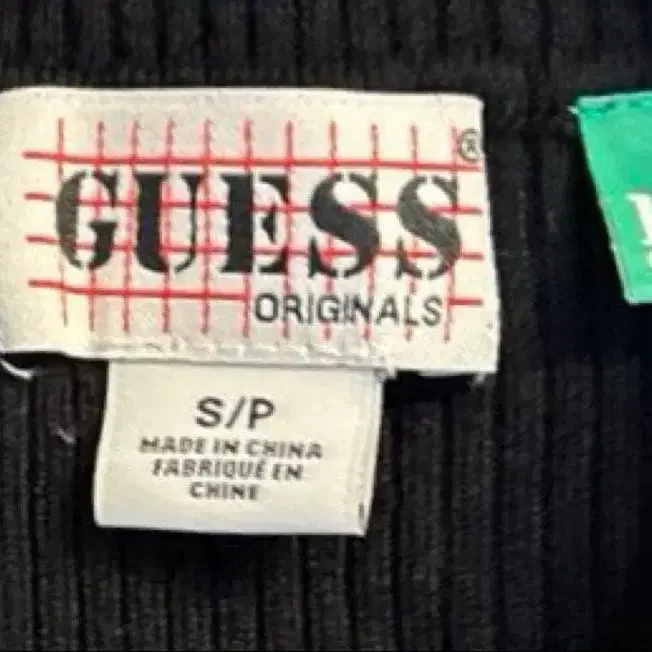 GUESS®
ORIGINALS
S/P
MADE IN CHINA
FABRIQUÉ EN
CHINE